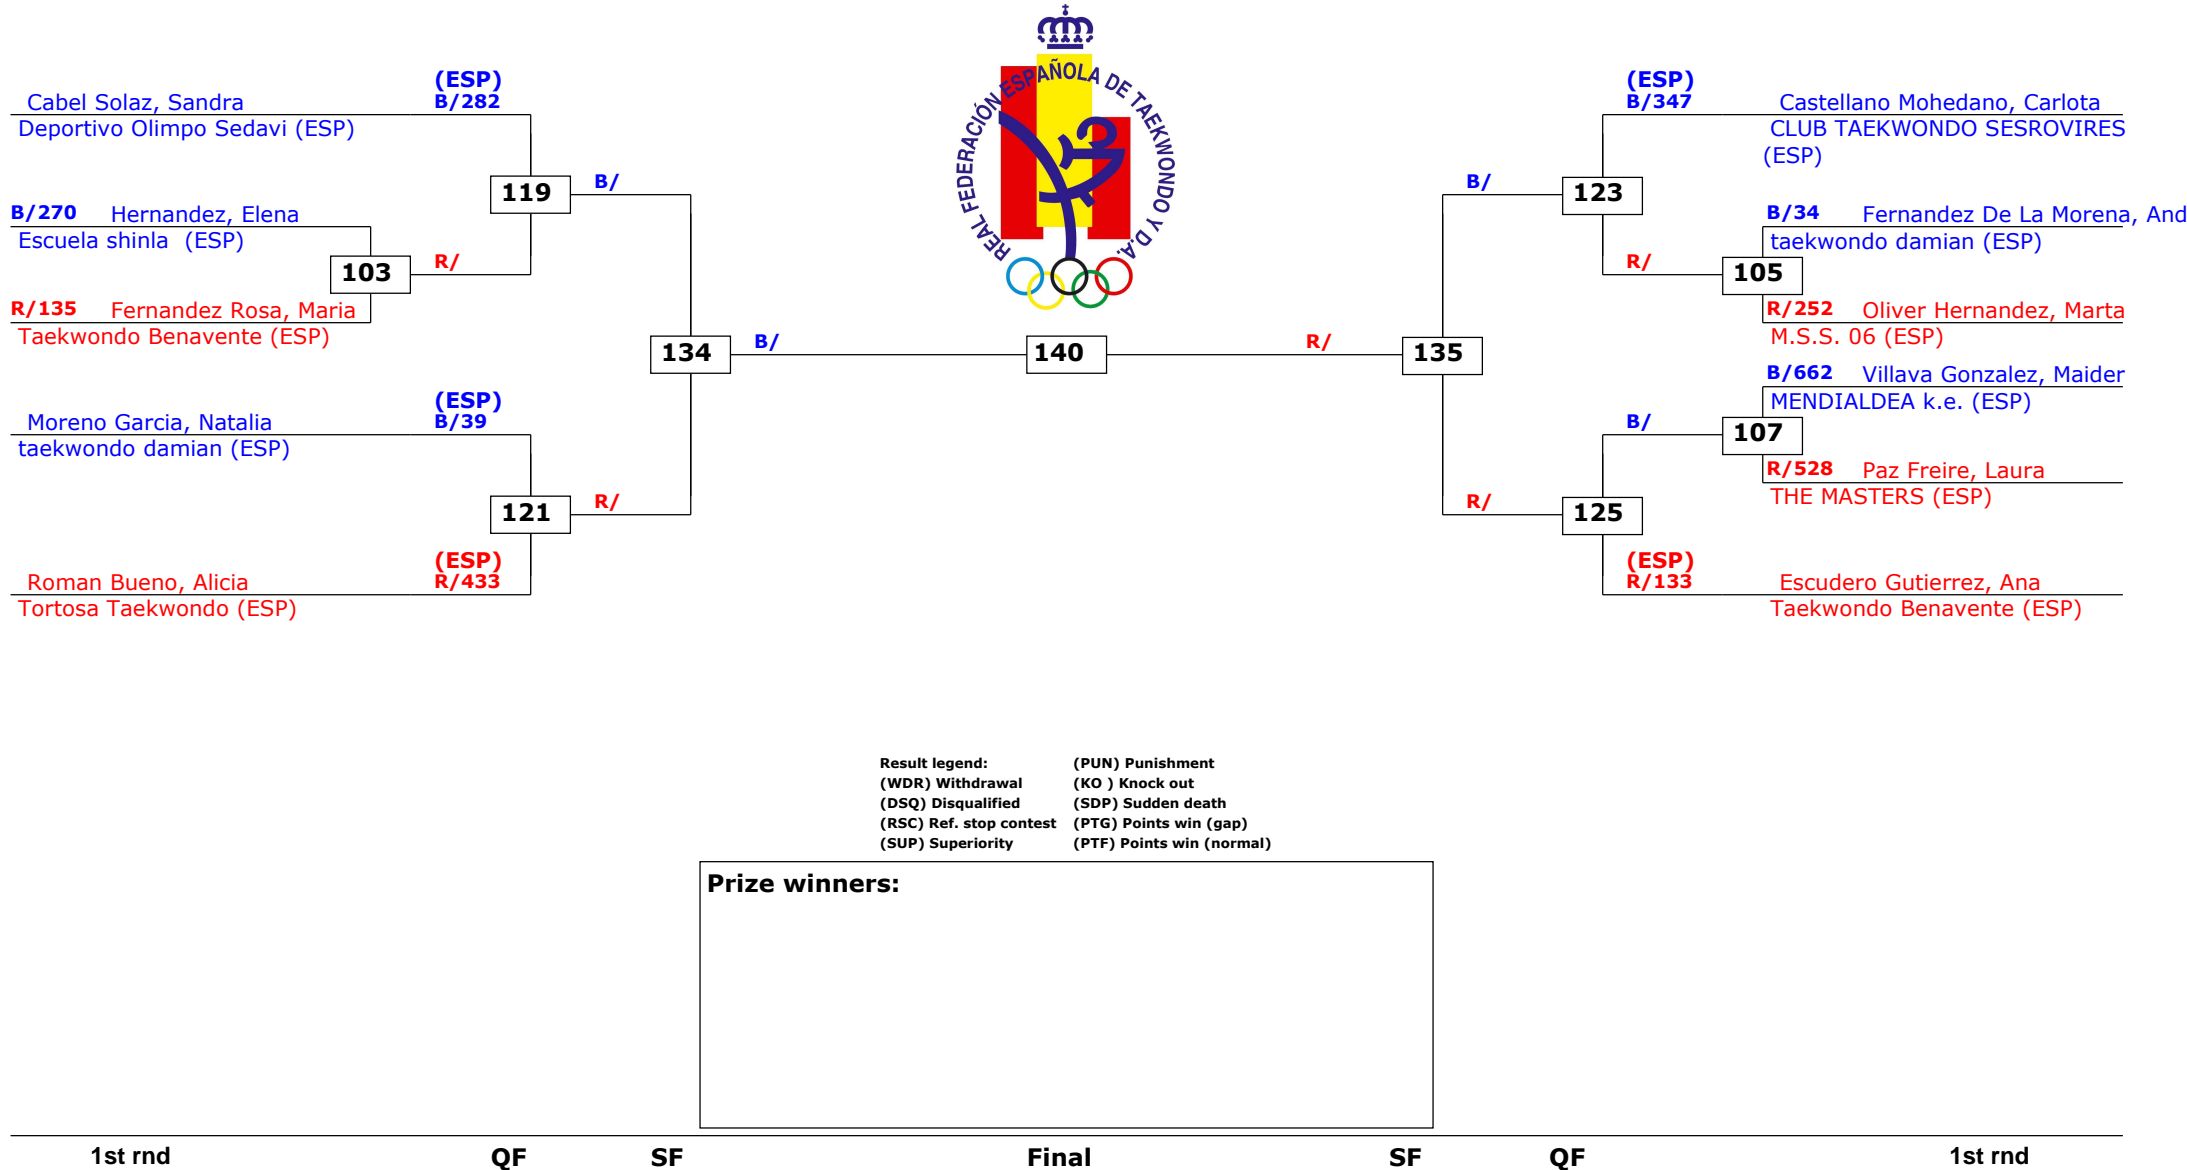 REAL FEDERACIÓN ESPAÑOLA DE TAEKWONDO Y D.A.
(ESP)
Cabel Solaz, Sandra B/282
Deportivo Olimpo Sedavi (ESP)
119
B/
B/270 Hernandez, Elena
Escuela shinla (ESP)
103
R/
R/135 Fernandez Rosa, Maria
Taekwondo Benavente (ESP)
134
B/
(ESP)
Moreno Garcia, Natalia B/39
taekwondo damian (ESP)
121
R/
(ESP)
Roman Bueno, Alicia R/433
Tortosa Taekwondo (ESP)
140
(ESP)
B/347 Castellano Mohedano, Carlota
CLUB TAEKWONDO SESROVIRES
(ESP)
B/
123
B/34 Fernandez De La Morena, And
taekwondo damian (ESP)
R/
105
R/252 Oliver Hernandez, Marta
M.S.S. 06 (ESP)
R/
135
B/662 Villava Gonzalez, Maider
MENDIALDEA k.e. (ESP)
B/
107
R/528 Paz Freire, Laura
THE MASTERS (ESP)
R/
125
(ESP)
R/133 Escudero Gutierrez, Ana
Taekwondo Benavente (ESP)
Result legend: (PUN) Punishment
(WDR) Withdrawal (KO ) Knock out
(DSQ) Disqualified (SDP) Sudden death
(RSC) Ref. stop contest (PTG) Points win (gap)
(SUP) Superiority (PTF) Points win (normal)
Prize winners:
1st rnd QF SF Final SF QF 1st rnd